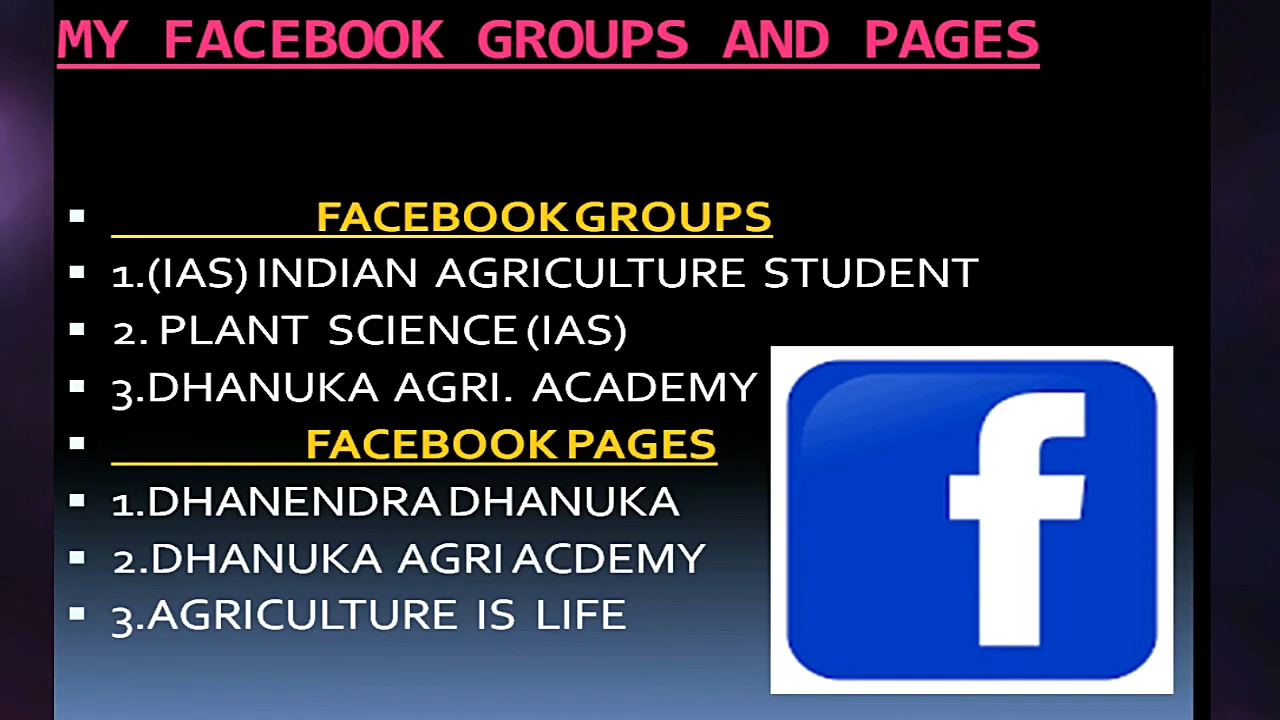 MY FACEBOOK GROUPS AND PAGES
FACEBOOK GROUPS
1.(IAS) INDIAN AGRICULTURE STUDENT
2. PLANT SCIENCE (IAS)
3.DHANUKA AGRI. ACADEMY
FACEBOOK PAGES
1.DHANENDRA DHANUKA
2.DHANUKA AGRI ACDEMY
3.AGRICULTURE IS LIFE
f